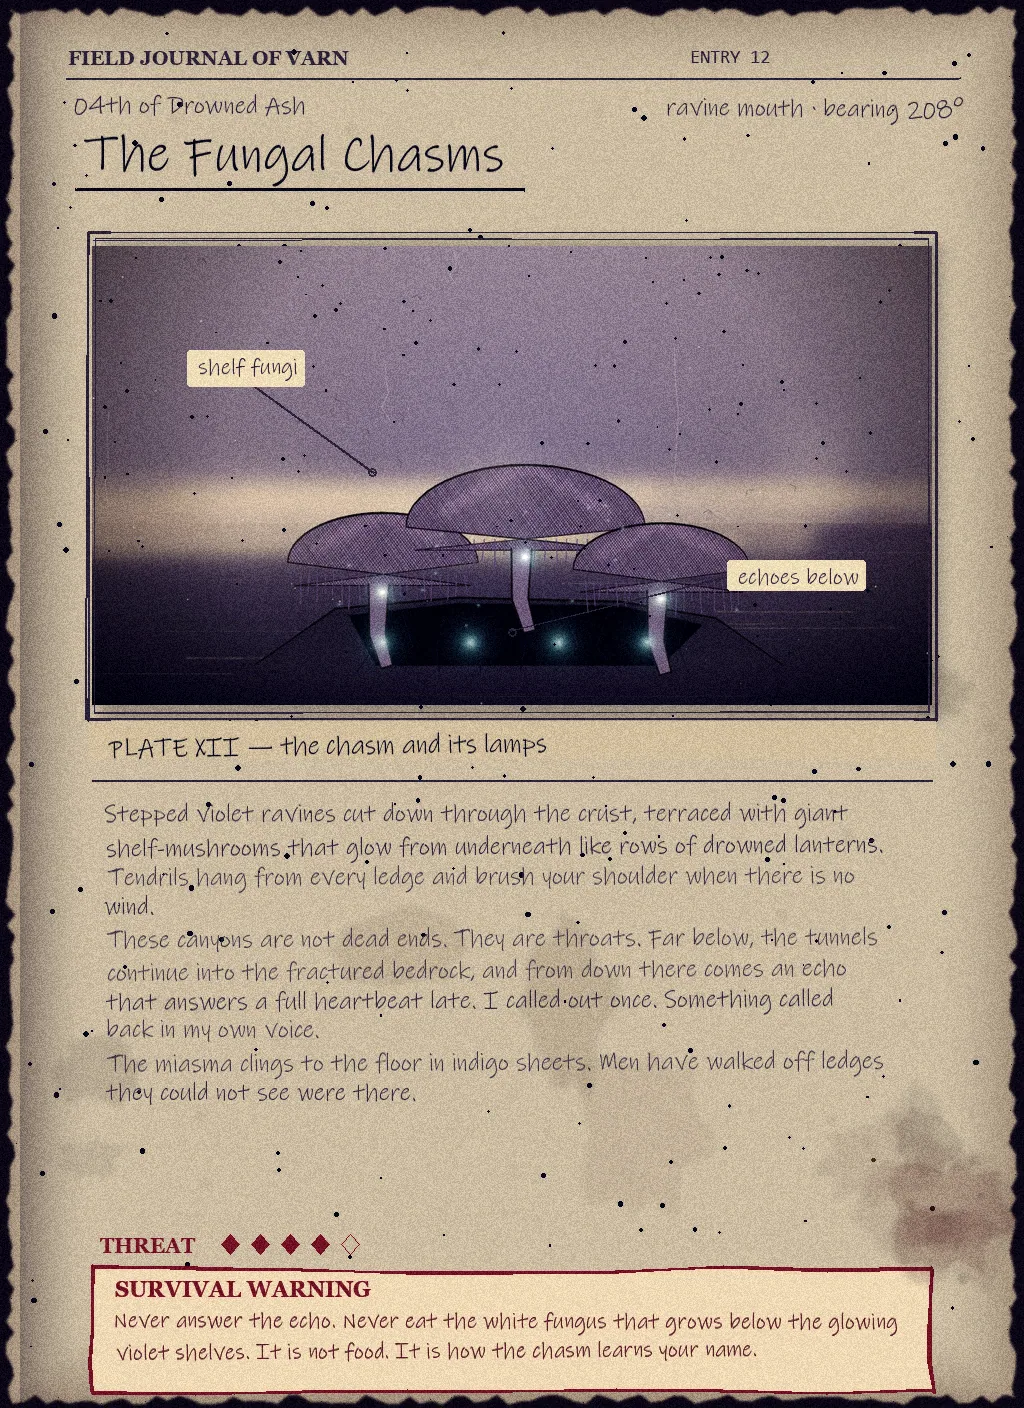 FIELD JOURNAL OF VARN
ENTRY 12
04th of Drowned Ash
ravine mouth · bearing 208°
The Fungal Chasms
shelf fungi
echoes below
PLATE XII — the chasm and its lamps
Stepped violet ravines cut down through the crust, terraced with giant
shelf-mushrooms that glow from underneath like rows of drowned lanterns.
Tendrils hang from every ledge and brush your shoulder when there is no
wind.
These canyons are not dead ends. They are throats. Far below, the tunnels
continue into the fractured bedrock, and from down there comes an echo
that answers a full heartbeat late. I called out once. Something called
back in my own voice.
The miasma clings to the floor in indigo sheets. Men have walked off ledges
they could not see were there.
THREAT
SURVIVAL WARNING
Never answer the echo. Never eat the white fungus that grows below the glowing
violet shelves. It is not food. It is how the chasm learns your name.